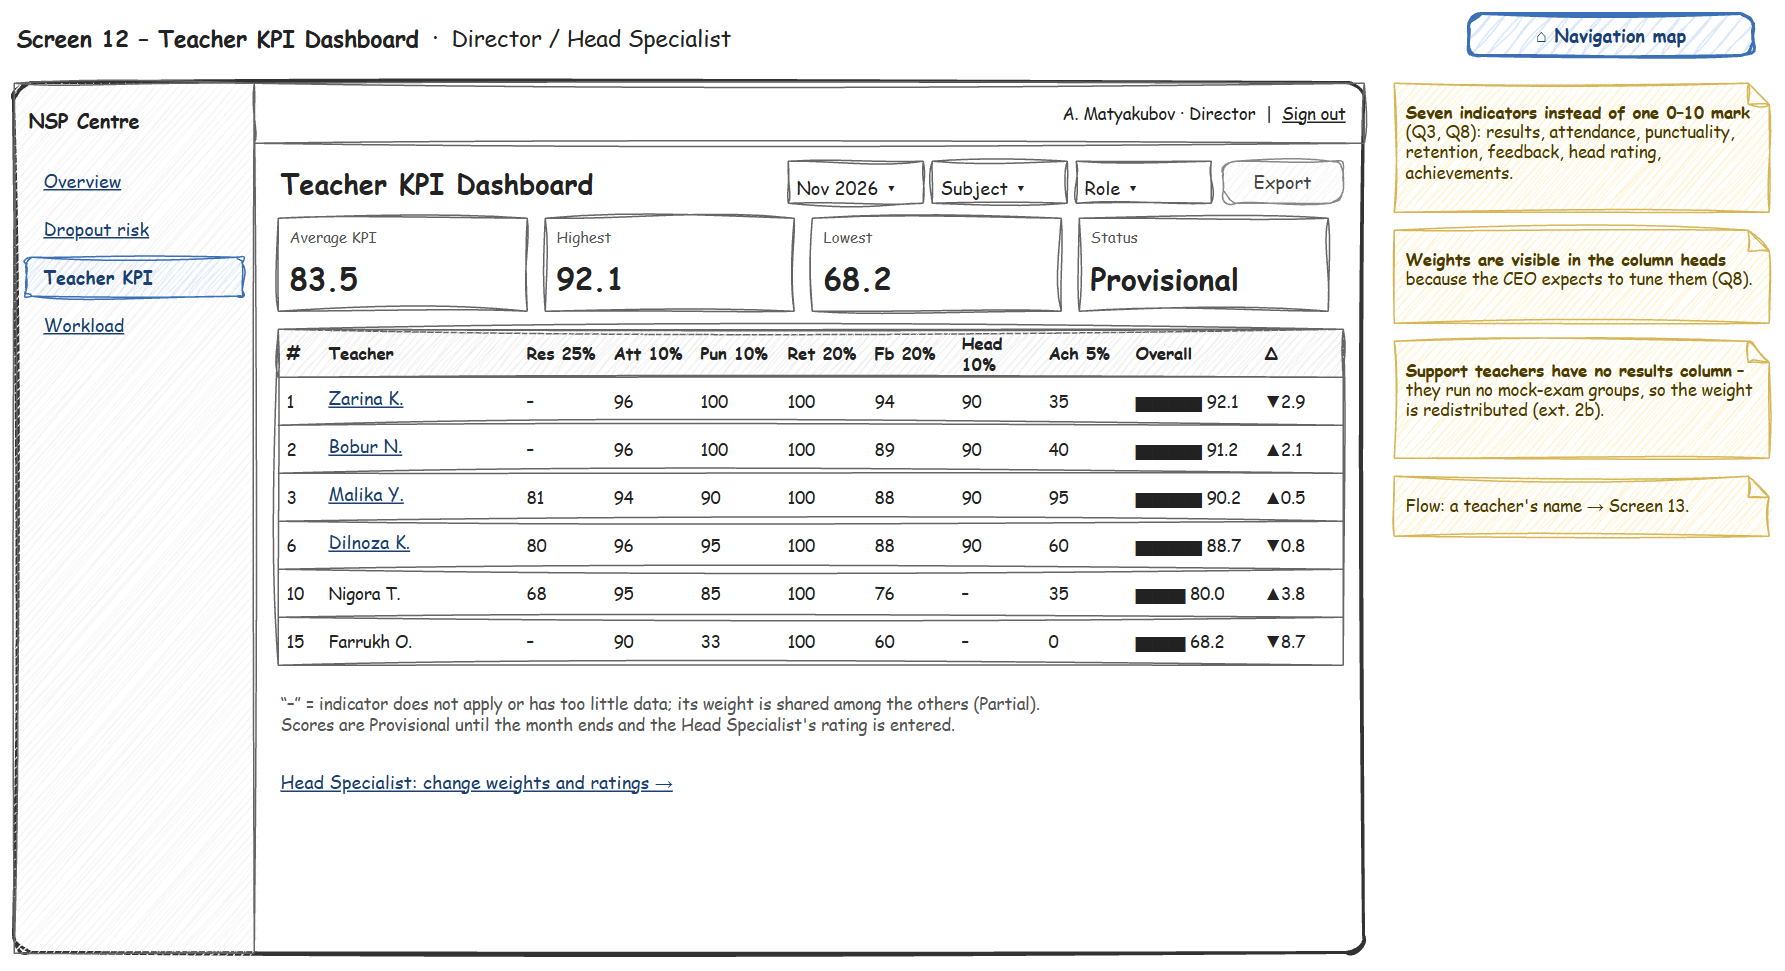 Screen 12 – Teacher KPI Dashboard · Director / Head Specialist
⌂ Navigation map
NSP Centre
Overview
Dropout risk
Teacher KPI
Workload
A. Matyakubov · Director | Sign out
Teacher KPI Dashboard
Nov 2026 ▾ Subject ▾ Role ▾ Export
Average KPI
83.5
Highest
92.1
Lowest
68.2
Status
Provisional
# Teacher Res 25% Att 10% Pun 10% Ret 20% Fb 20% Head 10% Ach 5% Overall Δ
1 Zarina K. – 96 100 100 94 90 35 92.1 ▼2.9
2 Bobur N. – 96 100 100 89 90 40 91.2 ▲2.1
3 Malika Y. 81 94 90 100 88 90 95 90.2 ▲0.5
6 Dilnoza K. 80 96 95 100 88 90 60 88.7 ▼0.8
10 Nigora T. 68 95 85 100 76 – 35 80.0 ▲3.8
15 Farrukh O. – 90 33 100 60 – 0 68.2 ▼8.7
“–” = indicator does not apply or has too little data; its weight is shared among the others (Partial).
Scores are Provisional until the month ends and the Head Specialist's rating is entered.
Head Specialist: change weights and ratings →
Seven indicators instead of one 0–10 mark
(Q3, Q8): results, attendance, punctuality,
retention, feedback, head rating,
achievements.
Weights are visible in the column heads
because the CEO expects to tune them (Q8).
Support teachers have no results column –
they run no mock-exam groups, so the weight
is redistributed (ext. 2b).
Flow: a teacher's name → Screen 13.